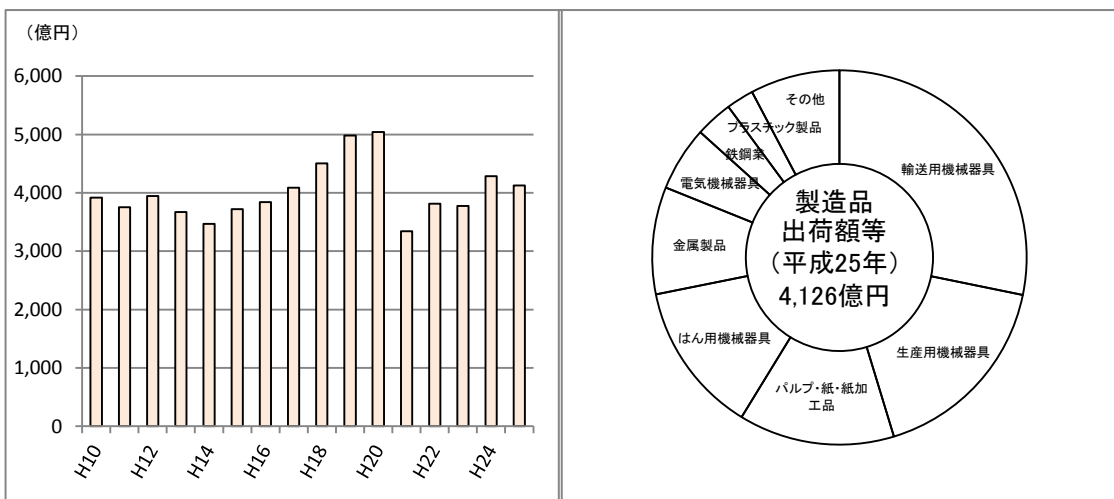 （億円）
6,000
5,000
4,000
3,000
2,000
1,000
0
H10
H12
H14
H16
H18
H20
H22
H24
その他
プラスチック製品
鉄鋼業
電気機械器具
金属製品
はん用機械器具
パルプ・紙・紙加
工品
生産用機械器具
輸送用機械器具
製造品
出荷額等
（平成25年）
4,126億円